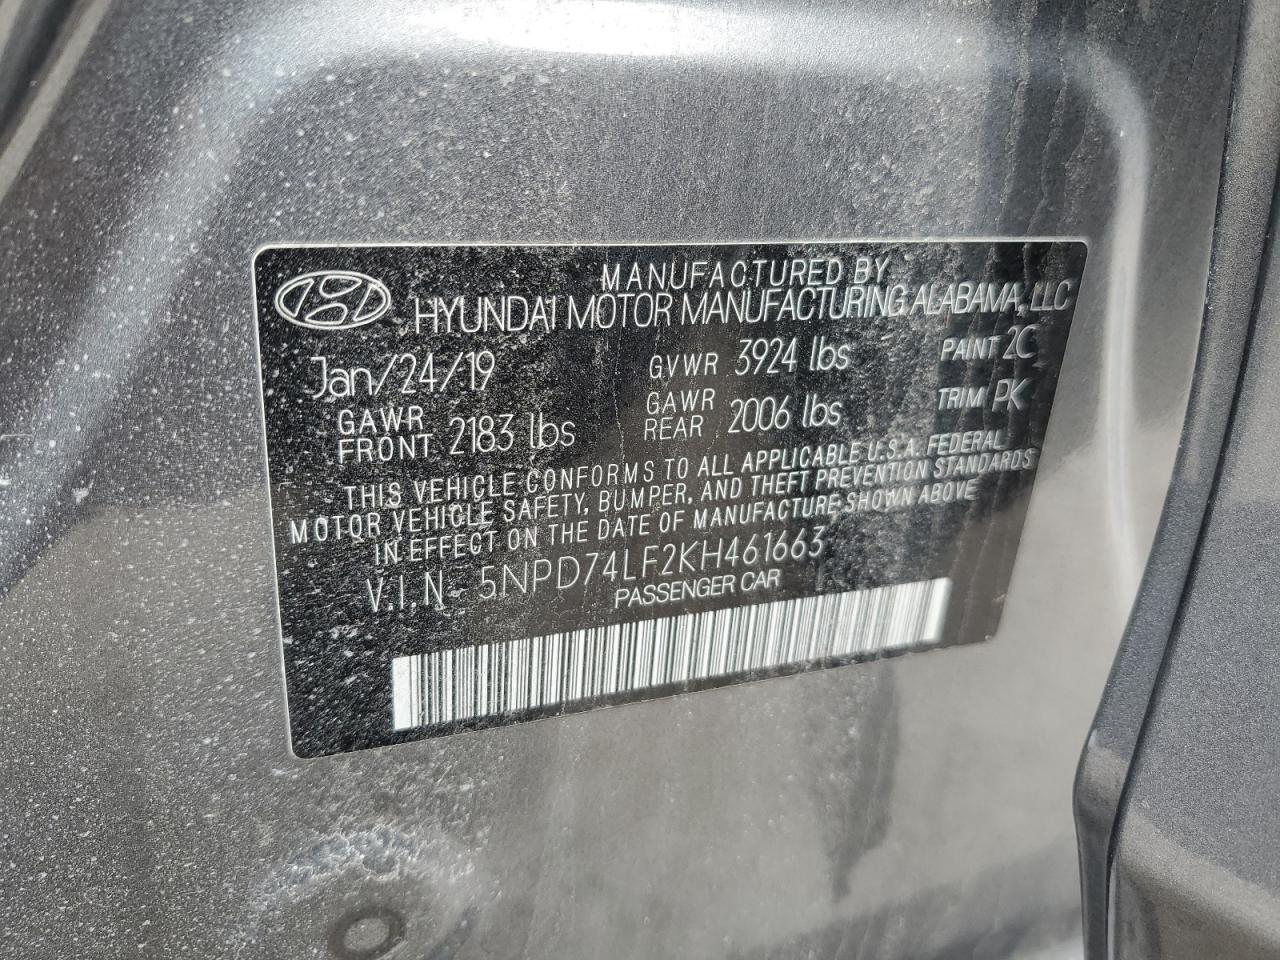 MANUFACTURED BY
HYUNDAI MOTOR MANUFACTURING ALABAMA, LLC
Jan/24/19 GVWR 3924 lbs PAINT 2C
GAWR FRONT 2183 lbs GAWR REAR 2006 lbs TRIM PK
THIS VEHICLE CONFORMS TO ALL APPLICABLE U.S.A. FEDERAL
MOTOR VEHICLE SAFETY, BUMPER, AND THEFT PREVENTION STANDARDS
IN EFFECT ON THE DATE OF MANUFACTURE SHOWN ABOVE
V.I.N- 5NPD74LF2KH461663
PASSENGER CAR